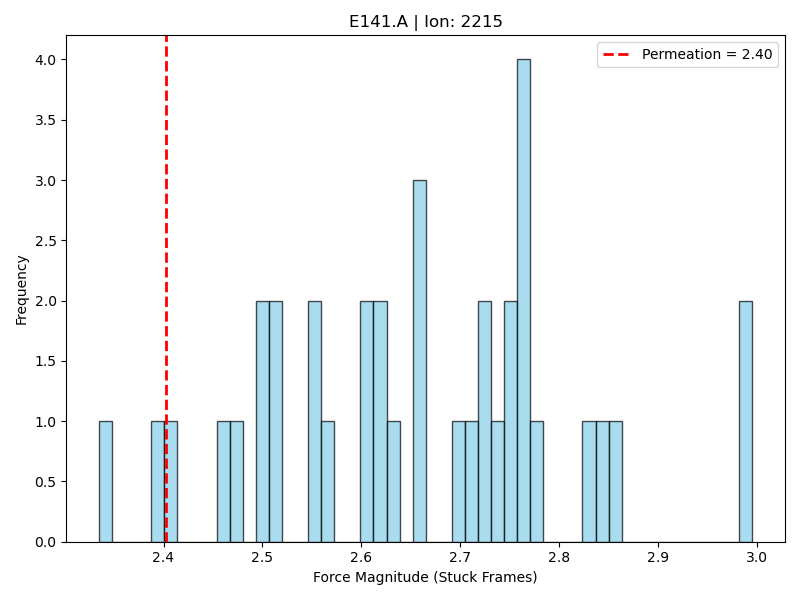 E141.A | Ion: 2215
Permeation = 2.40
4.0
3.5
3.0
2.5
2.0
1.5
1.0
0.5
0.0
Frequency
2.4 2.5 2.6 2.7 2.8 2.9 3.0
Force Magnitude (Stuck Frames)